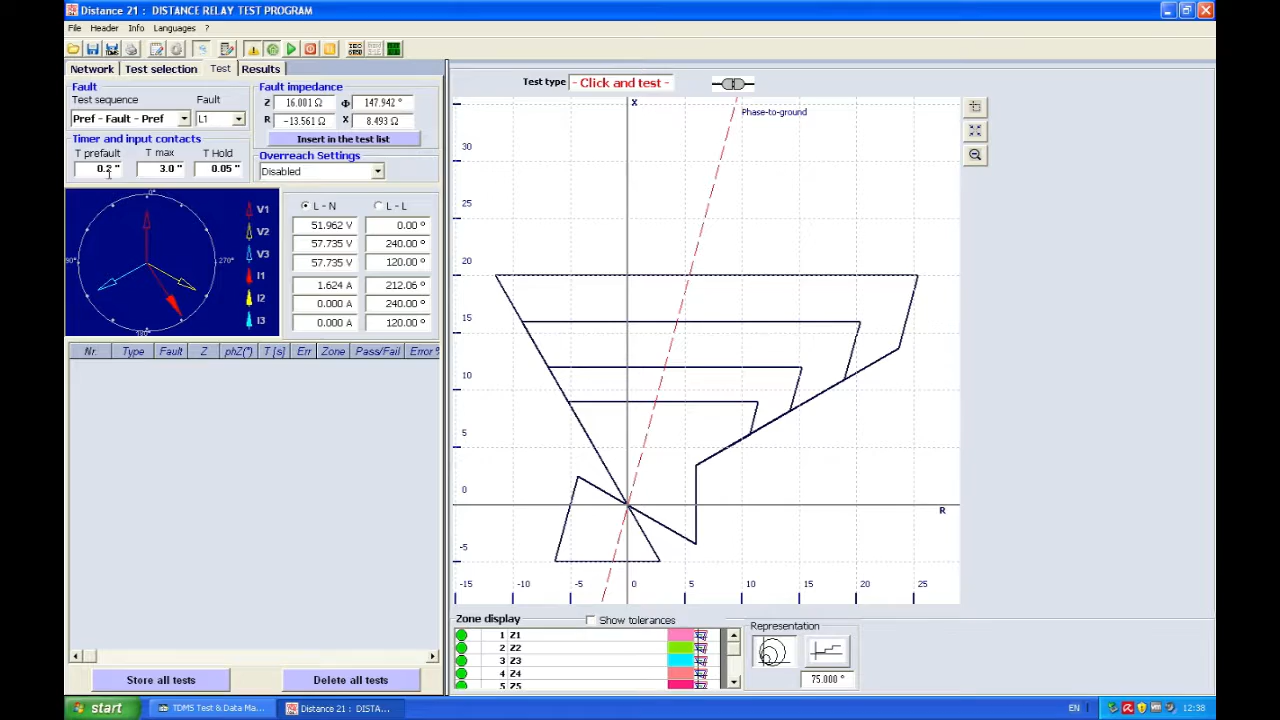 Distance 21 : DISTANCE RELAY TEST PROGRAM
File Header Info Languages ?
Network Test selection Test Results
Fault
Test sequence Fault
Pref - Fault - Pref L1
Timer and input contacts
T prefault T max T Hold
0.2 " 3.0 " 0.05 "
Fault impedance
Z 16.001 Ω Φ 147.942 °
R -13.561 Ω X 8.493 Ω
Insert in the test list
Overreach Settings
Disabled
0°
90°
270°
180°
V1
V2
V3
I1
I2
I3
L - N L - L
51.962 V 0.00 º
57.735 V 240.00 º
57.735 V 120.00 º
1.624 A 212.06 º
0.000 A 240.00 º
0.000 A 120.00 º
Nr. Type Fault Z phZ(°) T [s] Err Zone Pass/Fail Error %
Store all tests Delete all tests
Test type - Click and test -
X
Phase-to-ground
30
25
20
15
10
5
0
R
-5
-15 -10 -5 0 5 10 15 20 25
Zone display Show tolerances
1 Z1
2 Z2
3 Z3
4 Z4
5 Z5
Representation
75.000 °
start TDMS Test & Data Ma... Distance 21 : DISTA... EN 12:38